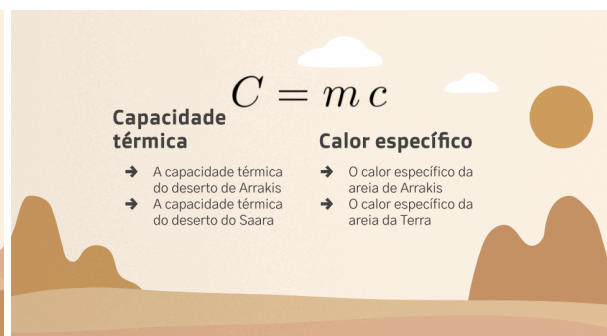 C = m c
Capacidade
térmica
➔ A capacidade térmica
do deserto de Arrakis
➔ A capacidade térmica
do deserto do Saara
Calor específico
➔ O calor específico da
areia de Arrakis
➔ O calor específico da
areia da Terra